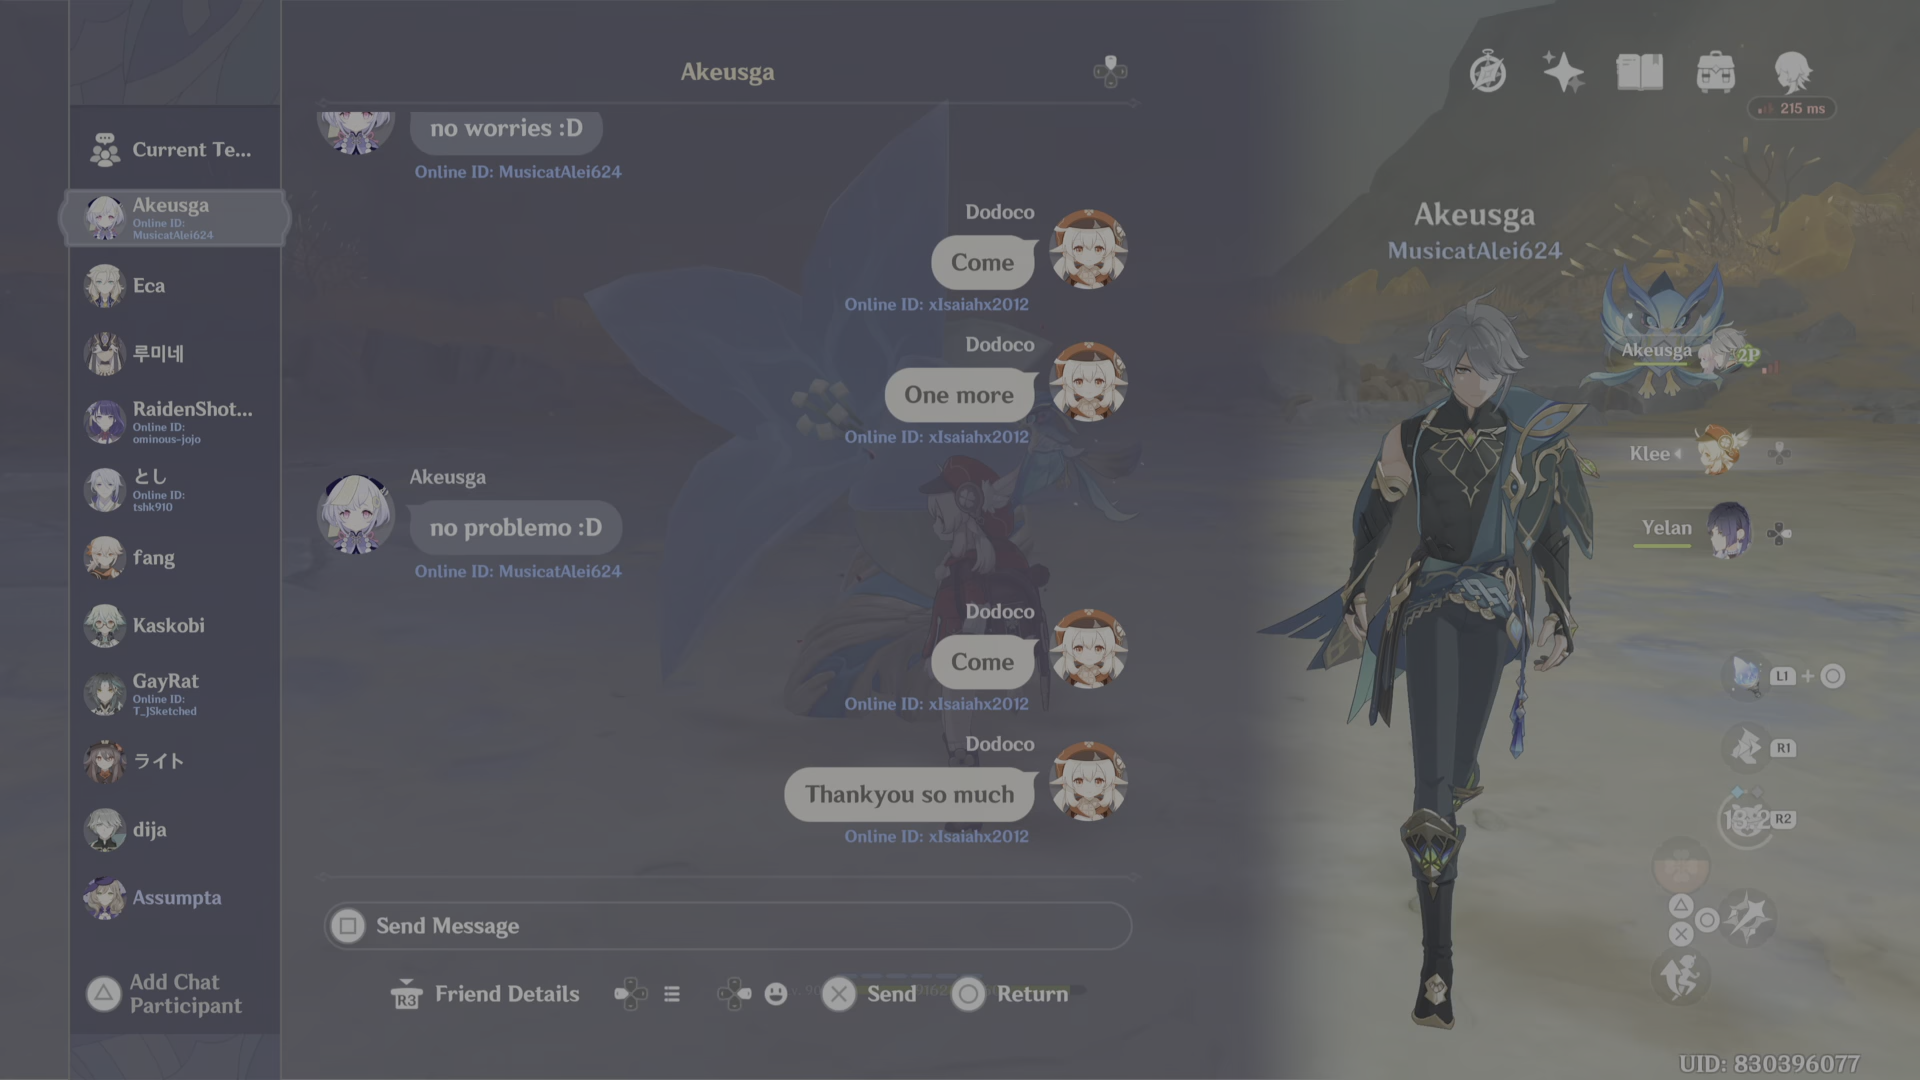 Akeusga
215 ms
Current Te...
Akeusga
Online ID:
MusicatAlei624
Eca
루미네
RaidenShot...
Online ID:
ominous-jojo
とし
Online ID:
tshk910
fang
Kaskobi
GayRat
Online ID:
T_JSketched
ライト
dija
Assumpta
Add Chat
Participant
no worries :D
Online ID: MusicatAlei624
Dodoco
Come
Online ID: xIsaiahx2012
Dodoco
One more
Online ID: xIsaiahx2012
Akeusga
no problemo :D
Online ID: MusicatAlei624
Dodoco
Come
Online ID: xIsaiahx2012
Dodoco
Thankyou so much
Online ID: xIsaiahx2012
Send Message
R3 Friend Details
Send
Return
Akeusga
MusicatAlei624
Akeusga
2P
Klee
Yelan
L1 +
R1
R2
UID: 830396077